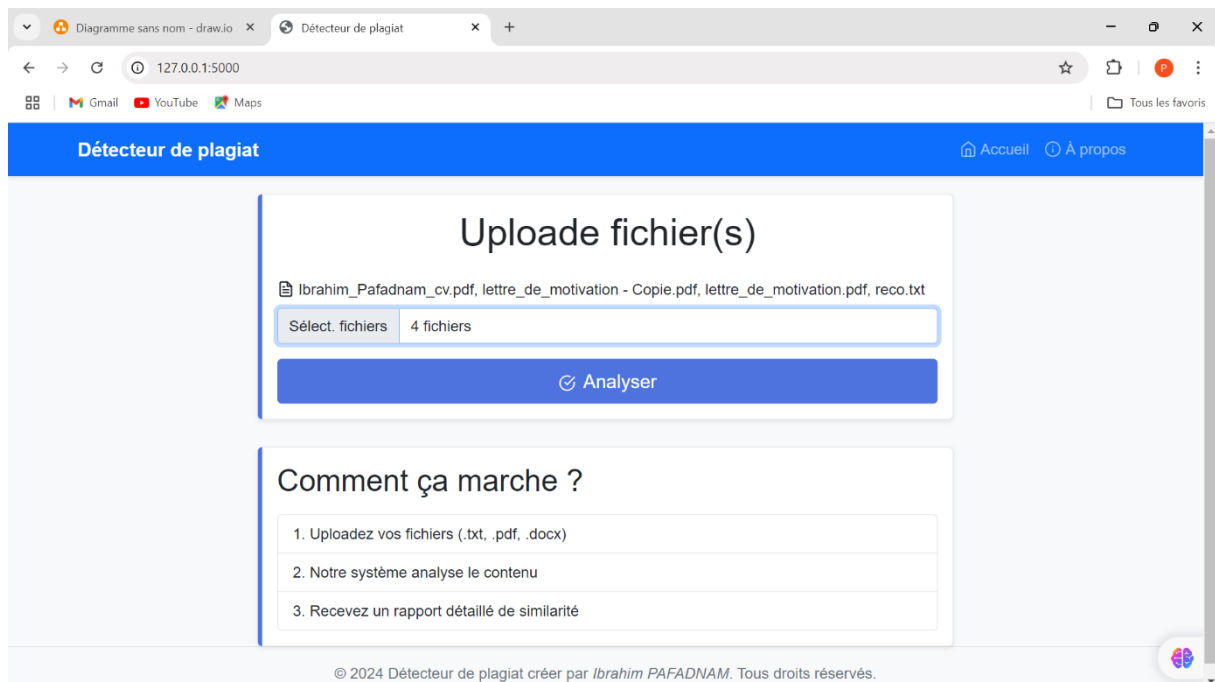 Diagramme sans nom - draw.io
Détecteur de plagiat
127.0.0.1:5000
P
Gmail YouTube Maps
Tous les favoris
Détecteur de plagiat
Accueil À propos
Uploade fichier(s)
Ibrahim_Pafadnam_cv.pdf, lettre_de_motivation - Copie.pdf, lettre_de_motivation.pdf, reco.txt
Sélect. fichiers 4 fichiers
Analyser
Comment ça marche ?
1. Uploadez vos fichiers (.txt, .pdf, .docx)
2. Notre système analyse le contenu
3. Recevez un rapport détaillé de similarité
© 2024 Détecteur de plagiat créer par Ibrahim PAFADNAM. Tous droits réservés.